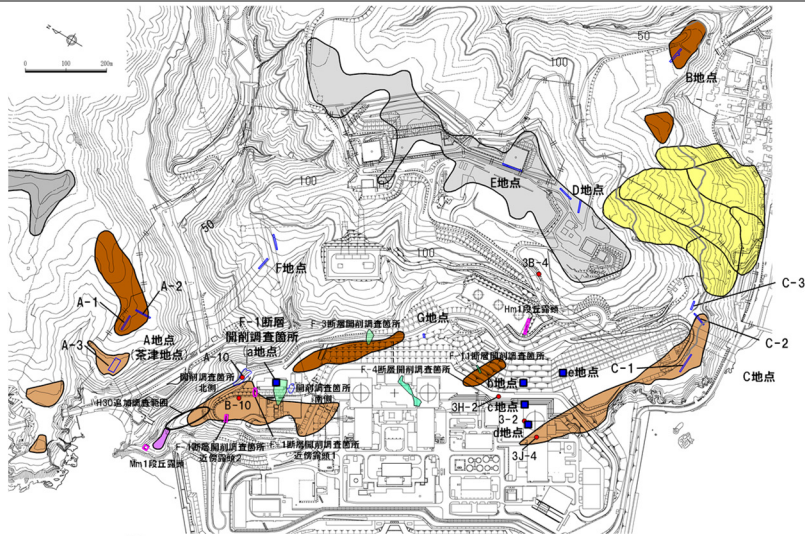 N
0 100 200m
50
B地点
100
E地点
D地点
100
50
F地点
100
3B-4
C-3
A-1
A-2
Hm1段丘露頭
C-2
A地点
(茶津地点)
F-1断層
開削調査箇所
(a地点)
F-3断層開削調査箇所
G地点
A-3
A-10
F-11断層開削調査箇所
e地点
C-1
C地点
開削調査箇所
北側
開削調査箇所
南側
F-4断層開削調査箇所
b地点
H30追加調査範囲
B-10
3H-2
c地点
3-2
d地点
F-1断層開削調査箇所
近傍露頭2
F-1断層開削調査箇所
近傍露頭1
3J-4
Mm1段丘露頭